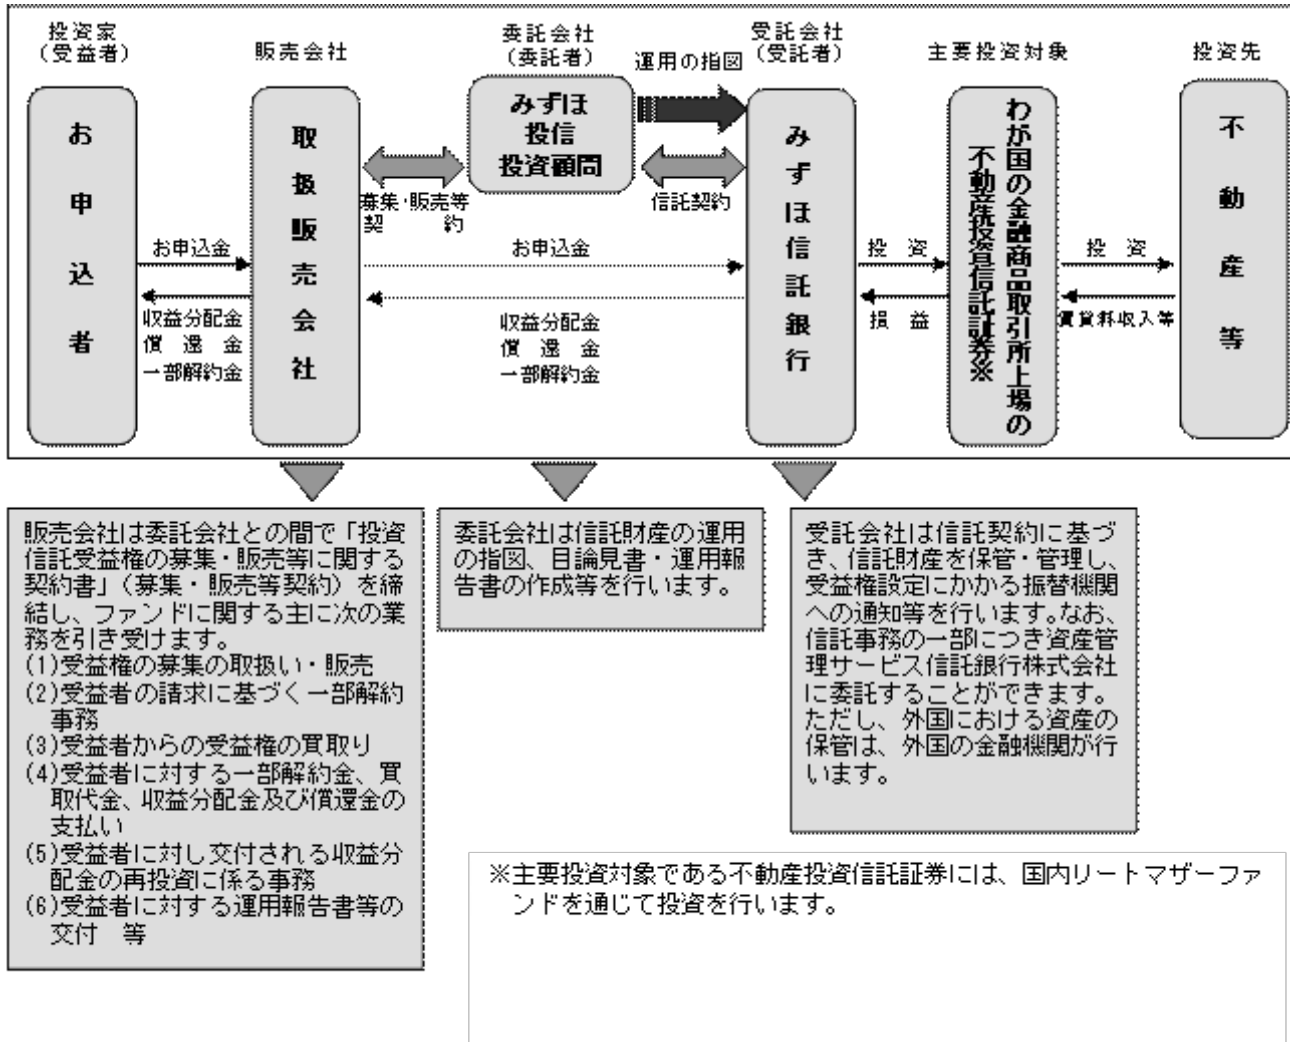 投資家
(受益者)
販売会社
委託会社
(委託者)
運用の指図
受託会社
(受託者)
主要投資対象
投資先
お申込者
取扱販売会社
みずほ
投信
投資顧問
みずほ信託銀行
わが国の金融商品取引所上場の
不動産投資信託証券※
不動産等
募集・販売等
契約
信託契約
お申込金
お申込金
投資
投資
収益分配金
償還金
一部解約金
収益分配金
償還金
一部解約金
損益
賃貸料収入等
販売会社は委託会社との間で「投資
信託受益権の募集・販売等に関する
契約書」(募集・販売等契約)を締
結し、ファンドに関する主に次の業
務を引き受けます。
(1)受益権の募集の取扱い・販売
(2)受益者の請求に基づく一部解約
事務
(3)受益者からの受益権の買取り
(4)受益者に対する一部解約金、買
取代金、収益分配金及び償還金の
支払い
(5)受益者に対し交付される収益分
配金の再投資に係る事務
(6)受益者に対する運用報告書等の
交付 等
委託会社は信託財産の運用
の指図、目論見書・運用報
告書の作成等を行います。
受託会社は信託契約に基づ
き、信託財産を保管・管理し、
受益権設定にかかる振替機関
への通知等を行います。なお、
信託事務の一部につき資産管
理サービス信託銀行株式会社
に委託することができます。
ただし、外国における資産の
保管は、外国の金融機関が行
います。
※主要投資対象である不動産投資信託証券には、国内リートマザーファ
ンドを通じて投資を行います。